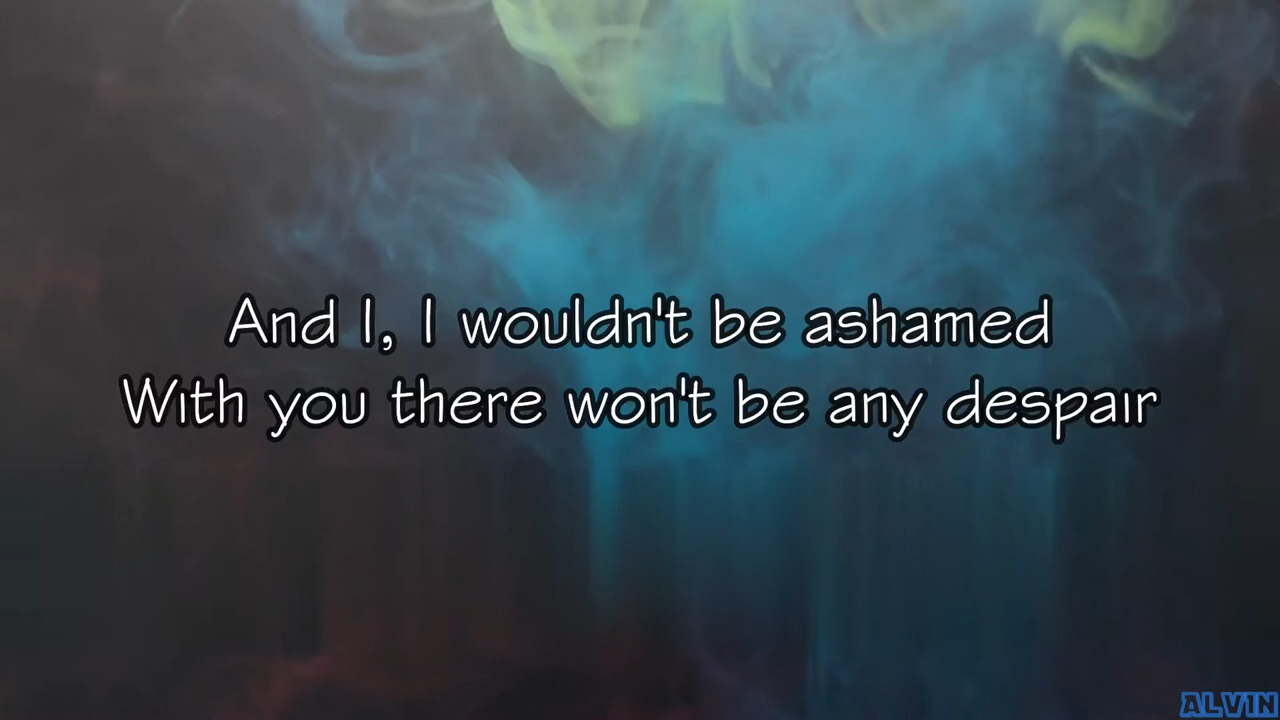 And I, I wouldn't be ashamed
With you there won't be any despair
ALVIN